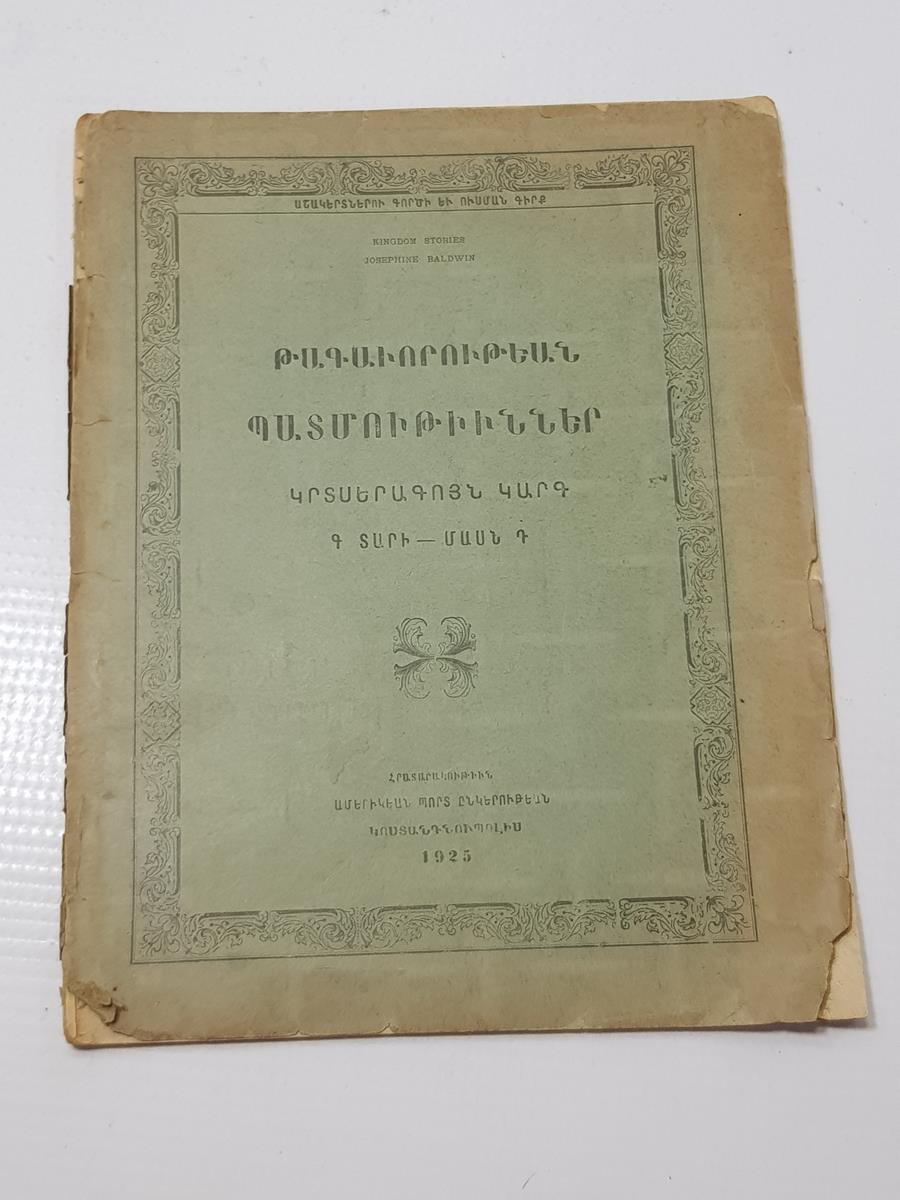 ԱՇԱԿԵՐՏՆԵՐՈՒ ԳՈՐԾԻ ԵՒ ՈՒՍՄԱՆ ԳԻՐՔ
KINGDOM STORIES
JOSEPHINE BALDWIN
ԹԱԳԱՒՈՐՈՒԹԵԱՆ
ՊԱՏՄՈՒԹԻՒՆՆԵՐ
ԿՐՏՍԵՐԱԳՈՅՆ ԿԱՐԳ
Գ ՏԱՐԻ — ՄԱՍՆ Դ
ՀՐԱՏԱՐԱԿՈՒԹԻՒՆ
ԱՄԵՐԻԿԵԱՆ ՊՈՐՏ ԸՆԿԵՐՈՒԹԵԱՆ
ԿՈՍՏԱՆԴՆՈՒՊՈԼԻՍ
1925